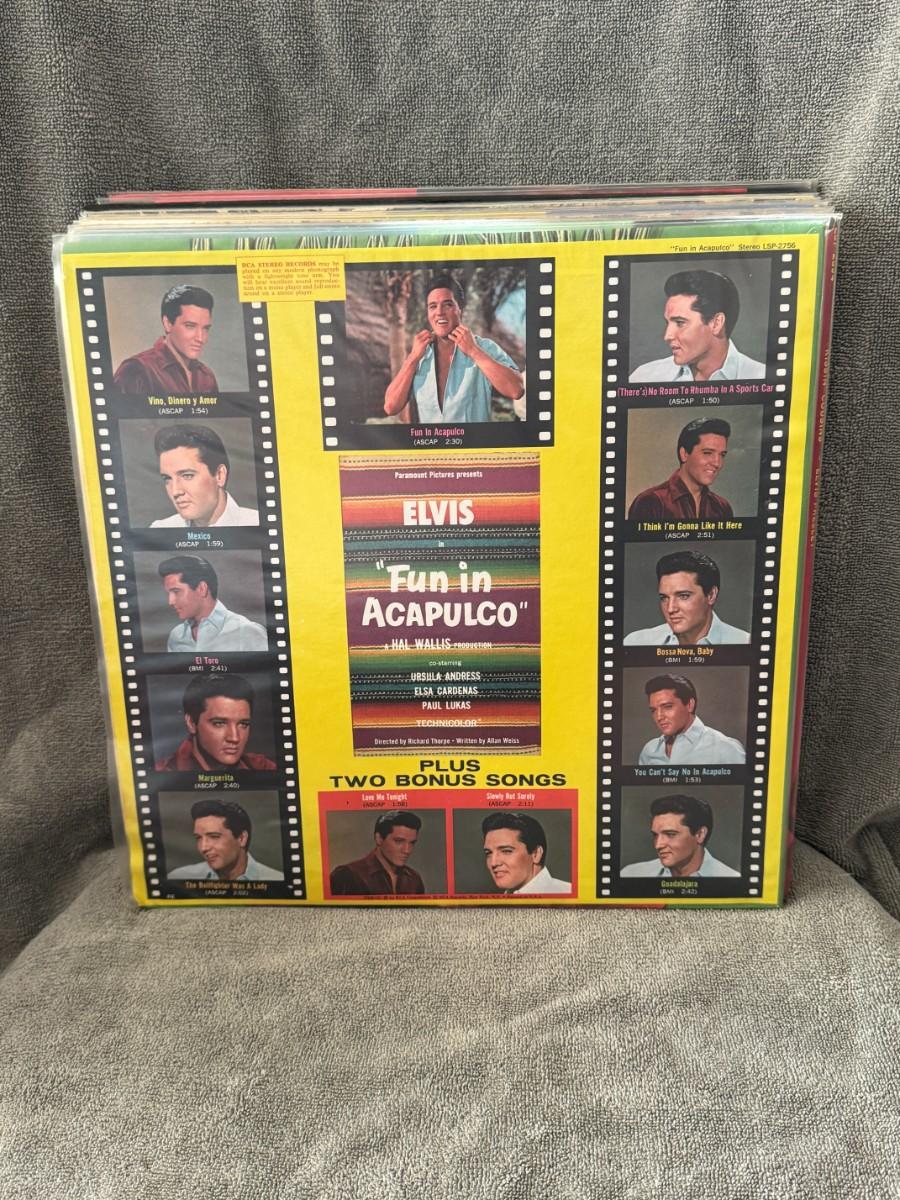 "Fun in Acapulco" Stereo LSP-2756
RCA STEREO RECORDS may be
played on any modern phonograph
with a lightweight tone arm. You
will hear excellent sound reproduc-
tion on a mono player and full stereo
sound on a stereo player.
Vino, Dinero y Amor
(ASCAP 1:54)
Mexico
(ASCAP 1:59)
El Toro
(BMI 2:41)
Marguerita
(ASCAP 2:40)
The Bullfighter Was A Lady
(ASCAP 2:02)
Fun In Acapulco
(ASCAP 2:30)
Paramount Pictures presents
ELVIS
in
"Fun in
ACAPULCO"
A HAL WALLIS PRODUCTION
co-starring
URSULA ANDRESS
ELSA CARDENAS
PAUL LUKAS
TECHNICOLOR®
Directed by Richard Thorpe • Written by Allan Weiss
PLUS
TWO BONUS SONGS
Love Me Tonight
(ASCAP 1:58)
Slowly But Surely
(ASCAP 2:11)
(There's) No Room To Rhumba In A Sports Car
(ASCAP 1:50)
I Think I'm Gonna Like It Here
(ASCAP 2:51)
Bossa Nova, Baby
(BMI 1:59)
You Can't Say No In Acapulco
(BMI 1:53)
Guadalajara
(BMI 2:42)
KISSIN' COUSINS